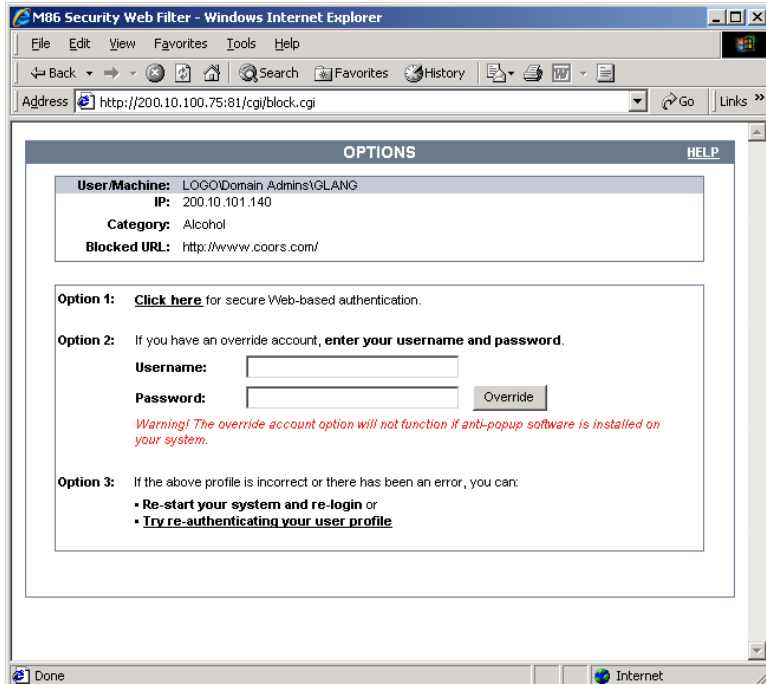 M86 Security Web Filter - Windows Internet Explorer
File Edit View Favorites Tools Help
Back Search Favorites History
Address http://200.10.100.75:81/cgi/block.cgi Go Links »
OPTIONS HELP
User/Machine: LOGO\Domain Admins\GLANG
IP: 200.10.101.140
Category: Alcohol
Blocked URL: http://www.coors.com/
Option 1: Click here for secure Web-based authentication.
Option 2: If you have an override account, enter your username and password.
Username:
Password: Override
Warning! The override account option will not function if anti-popup software is installed on
your system.
Option 3: If the above profile is incorrect or there has been an error, you can:
▪ Re-start your system and re-login or
▪ Try re-authenticating your user profile
Done Internet